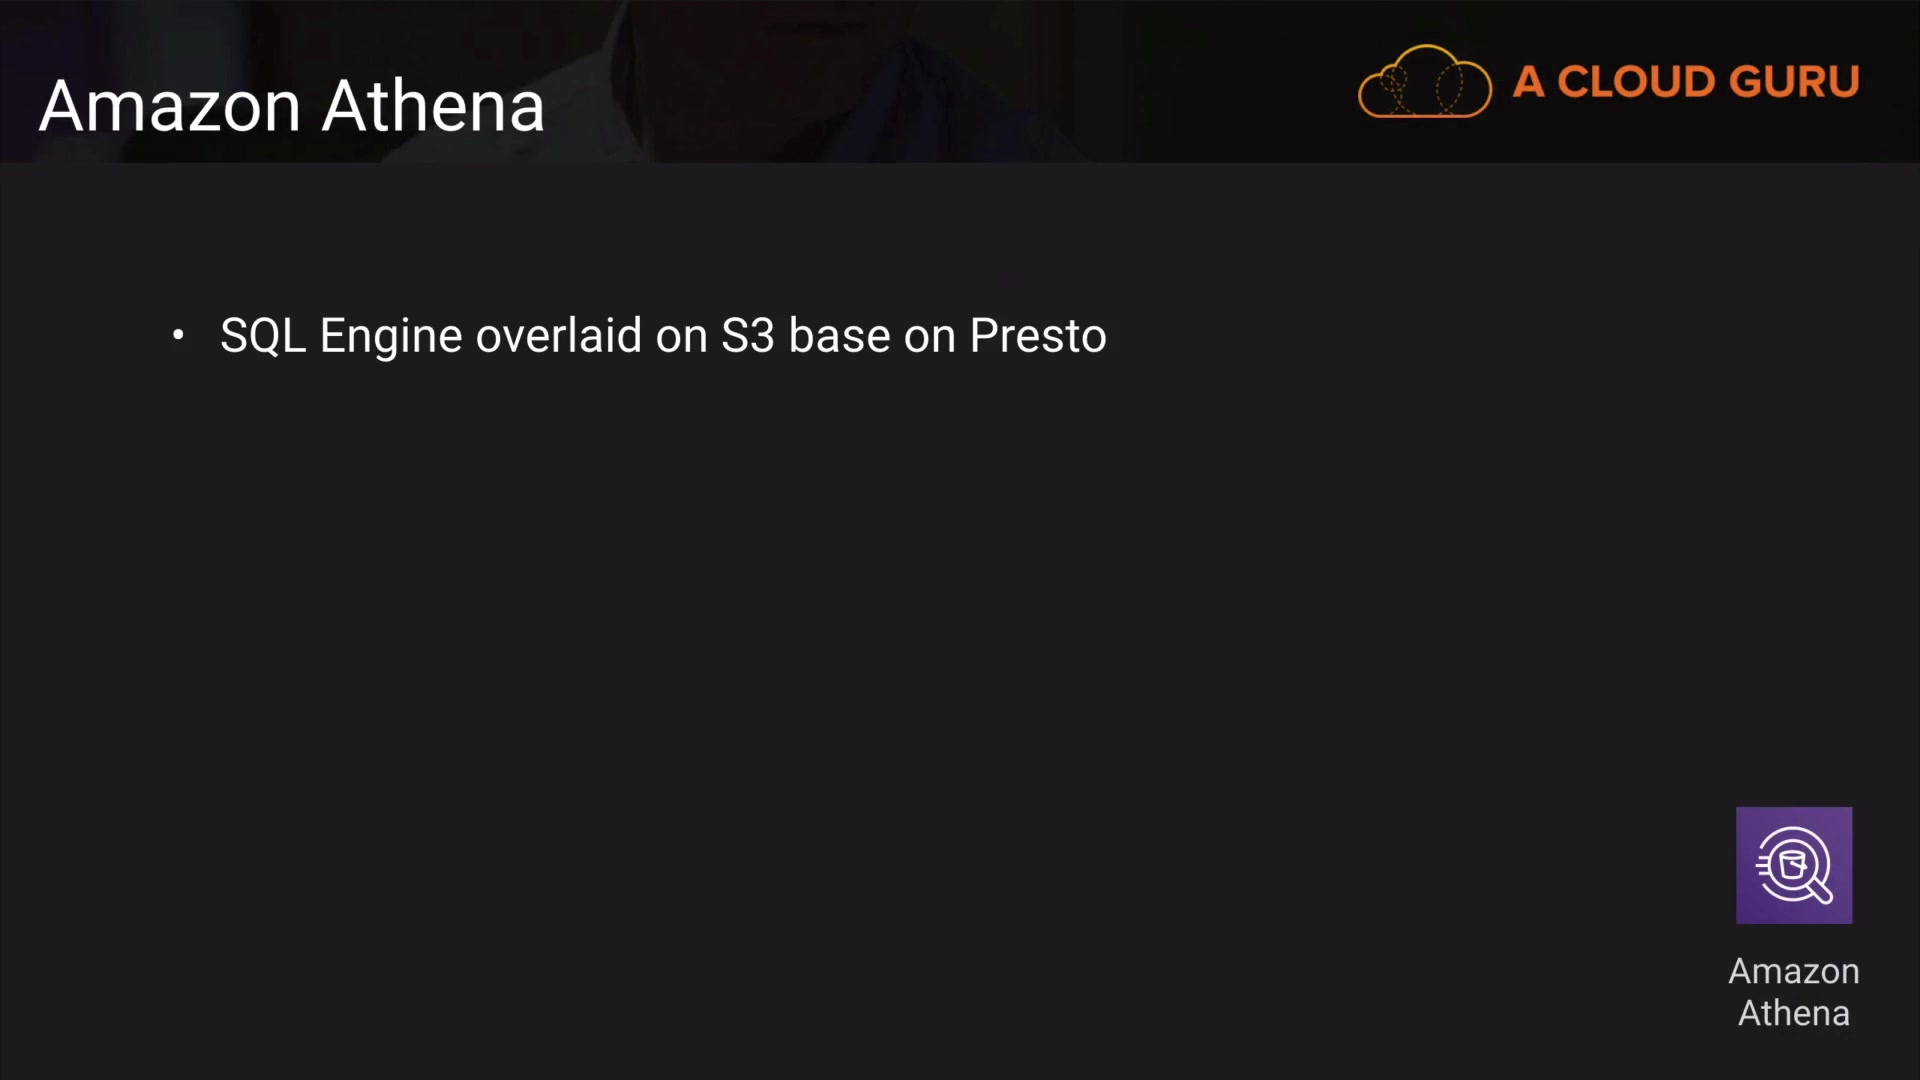 Amazon Athena
A CLOUD GURU
• SQL Engine overlaid on S3 base on Presto
Amazon
Athena